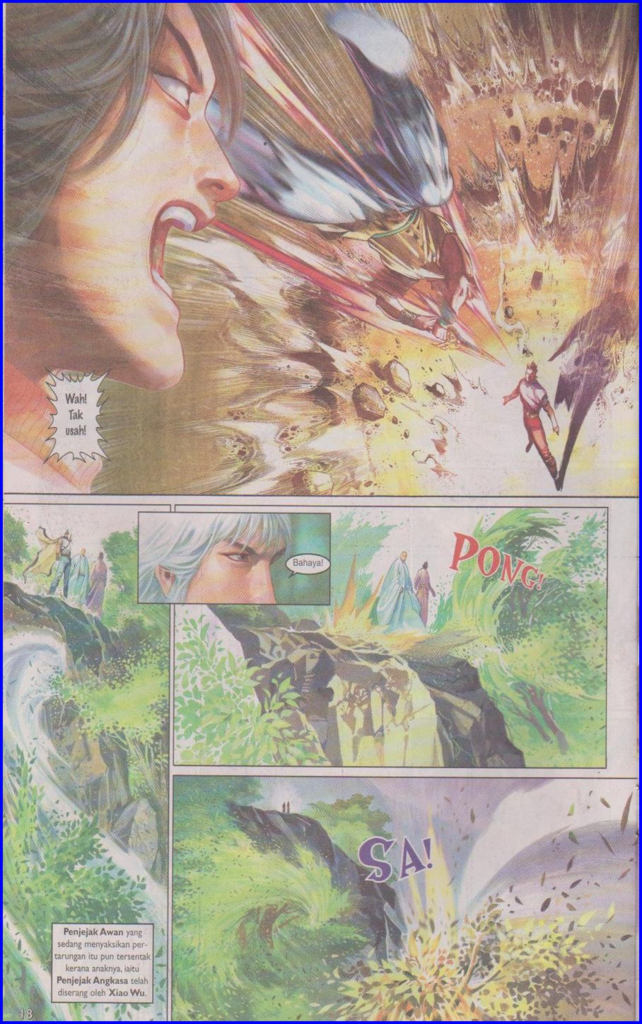 Wah!
Tak
usah!
Bahaya!
PONG!
SA!
Penjejak Awan yang
sedang menyaksikan per-
tarungan itu pun tersentak
kerana anaknya, iaitu
Penjejak Angkasa telah
diserang oleh Xiao Wu.
18